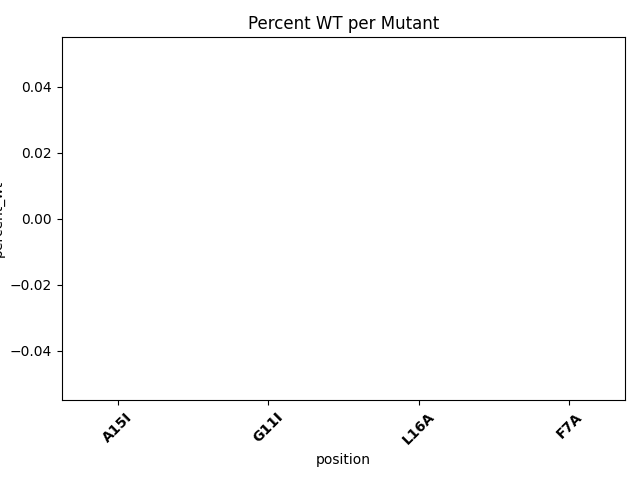 Percent WT per Mutant
0.04
0.02
0.00
−0.02
−0.04
percent_wt
A15I G11I L16A F7A
position